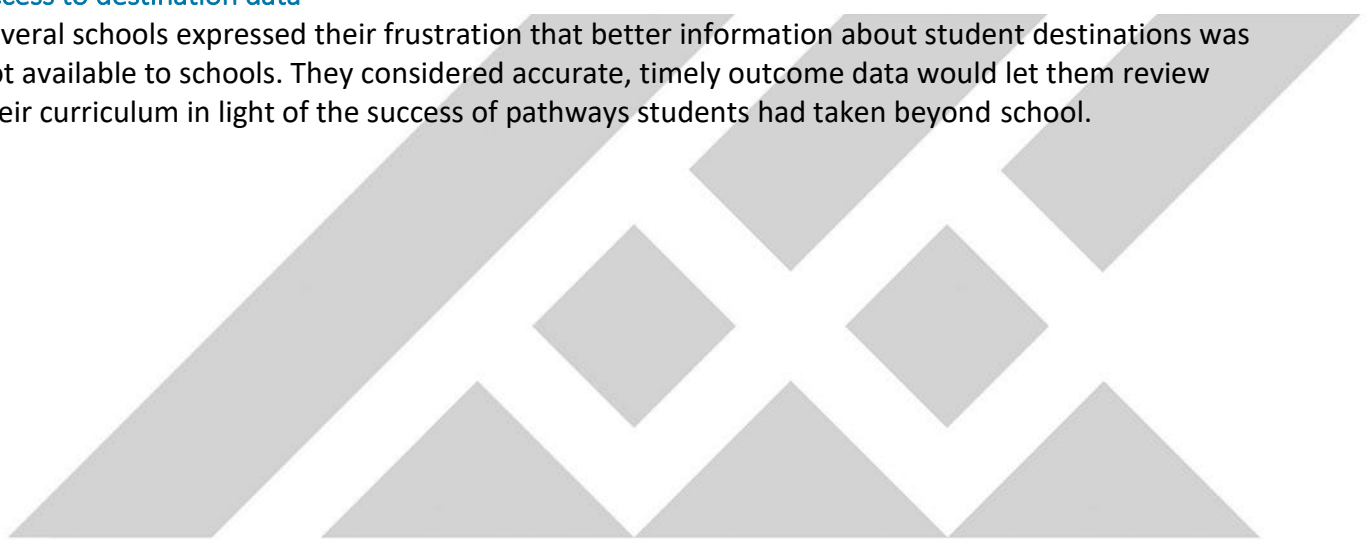 ccess to destination data
veral schools expressed their frustration that better information about student destinations was
ot available to schools. They considered accurate, timely outcome data would let them review
eir curriculum in light of the success of pathways students had taken beyond school.